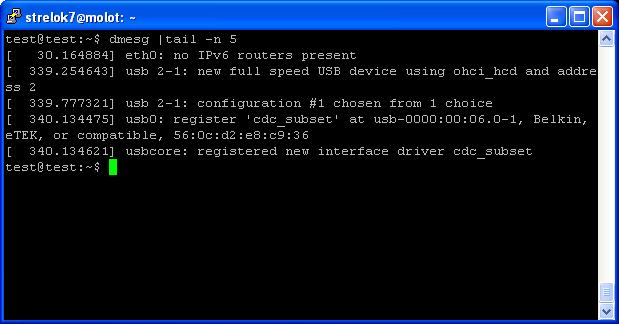 strelok7@molot: ~
test@test:~$ dmesg |tail -n 5
[   30.164884] eth0: no IPv6 routers present
[  339.254643] usb 2-1: new full speed USB device using ohci_hcd and addre
ss 2
[  339.777321] usb 2-1: configuration #1 chosen from 1 choice
[  340.134475] usb0: register 'cdc_subset' at usb-0000:00:06.0-1, Belkin,
eTEK, or compatible, 56:0c:d2:e8:c9:36
[  340.134621] usbcore: registered new interface driver cdc_subset
test@test:~$